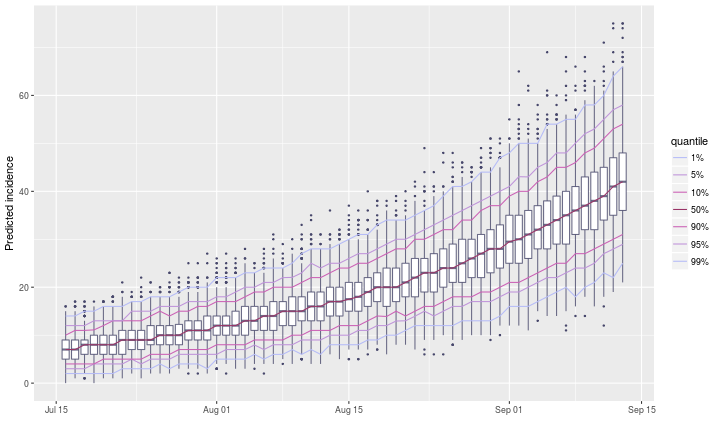 Predicted incidence
60
40
20
0
Jul 15
Aug 01
Aug 15
Sep 01
Sep 15
quantile
1%
5%
10%
50%
90%
95%
99%